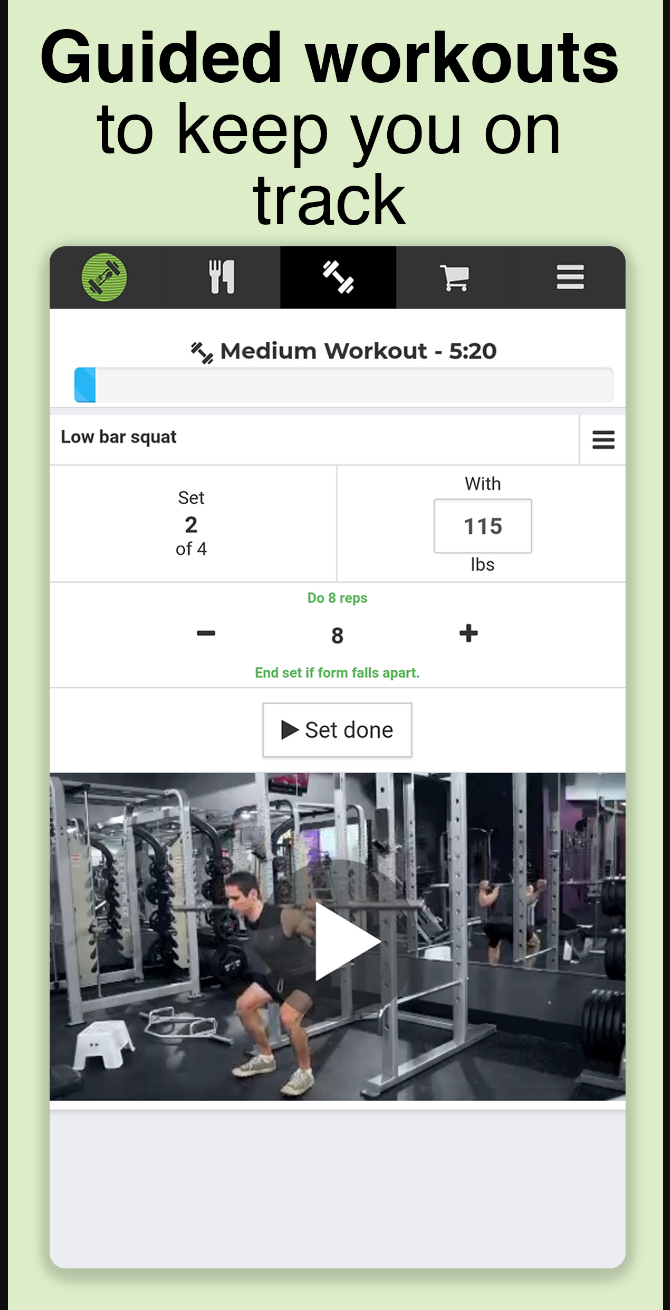 Guided workouts
to keep you on
track
Medium Workout - 5:20
Low bar squat
Set
2
of 4
With
115
lbs
Do 8 reps
8
End set if form falls apart.
Set done